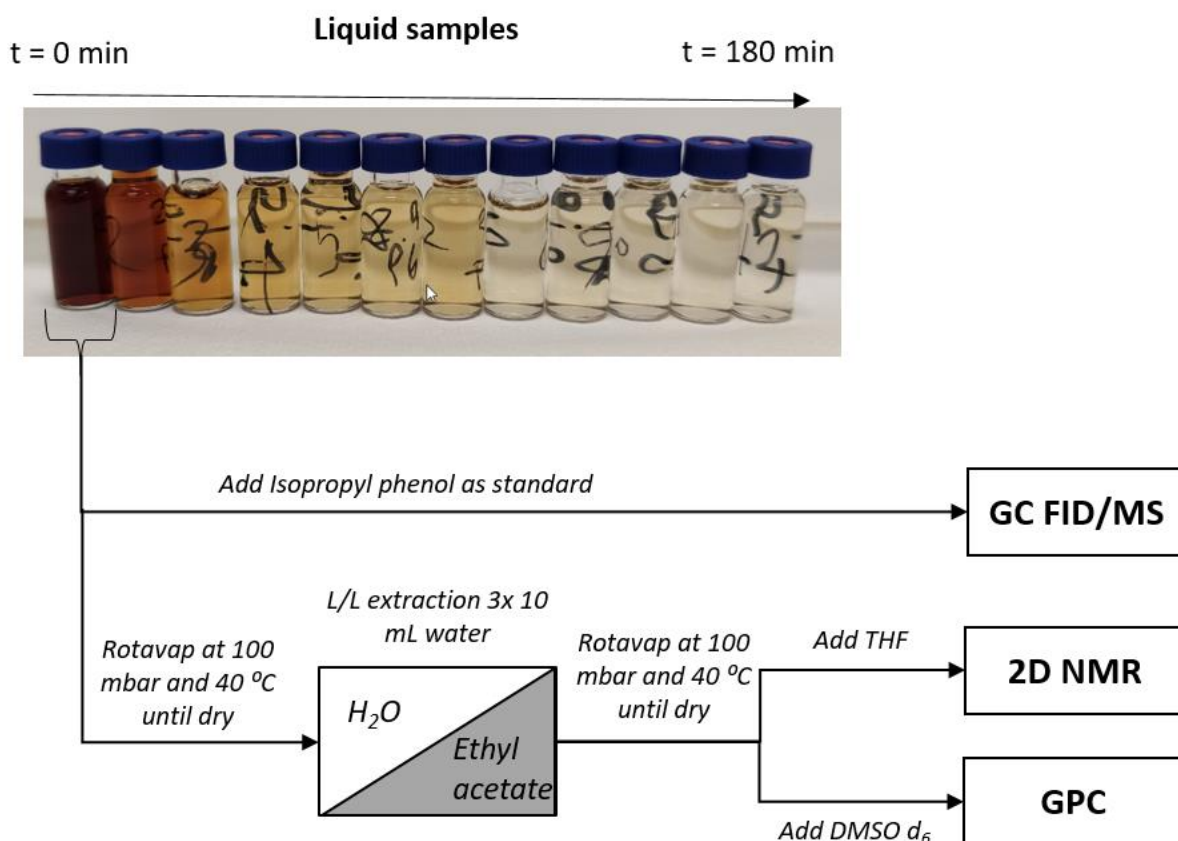 Liquid samples
t = 0 min
t = 180 min
Add Isopropyl phenol as standard
GC FID/MS
L/L extraction 3x 10
mL water
Rotavap at 100
mbar and 40 ⁰C
until dry
H₂O
Ethyl
acetate
Rotavap at 100
mbar and 40 ⁰C
until dry
Add THF
2D NMR
GPC
Add DMSO d₆